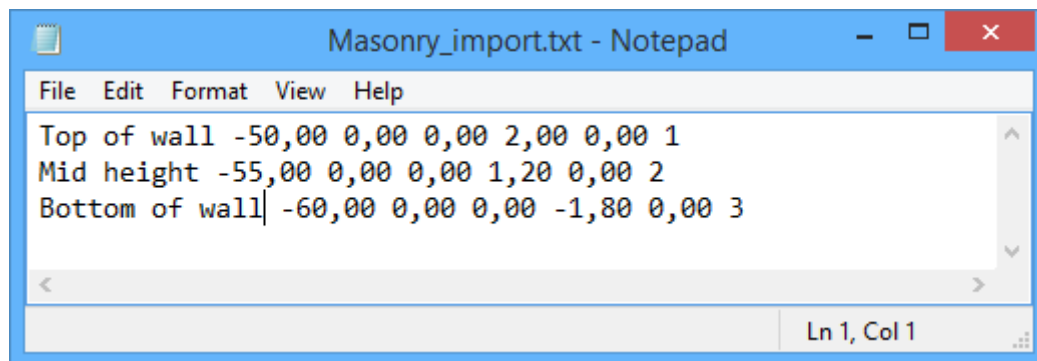 Masonry_import.txt - Notepad
File Edit Format View Help
Top of wall -50,00 0,00 0,00 2,00 0,00 1
Mid height -55,00 0,00 0,00 1,20 0,00 2
Bottom of wall -60,00 0,00 0,00 -1,80 0,00 3
Ln 1, Col 1